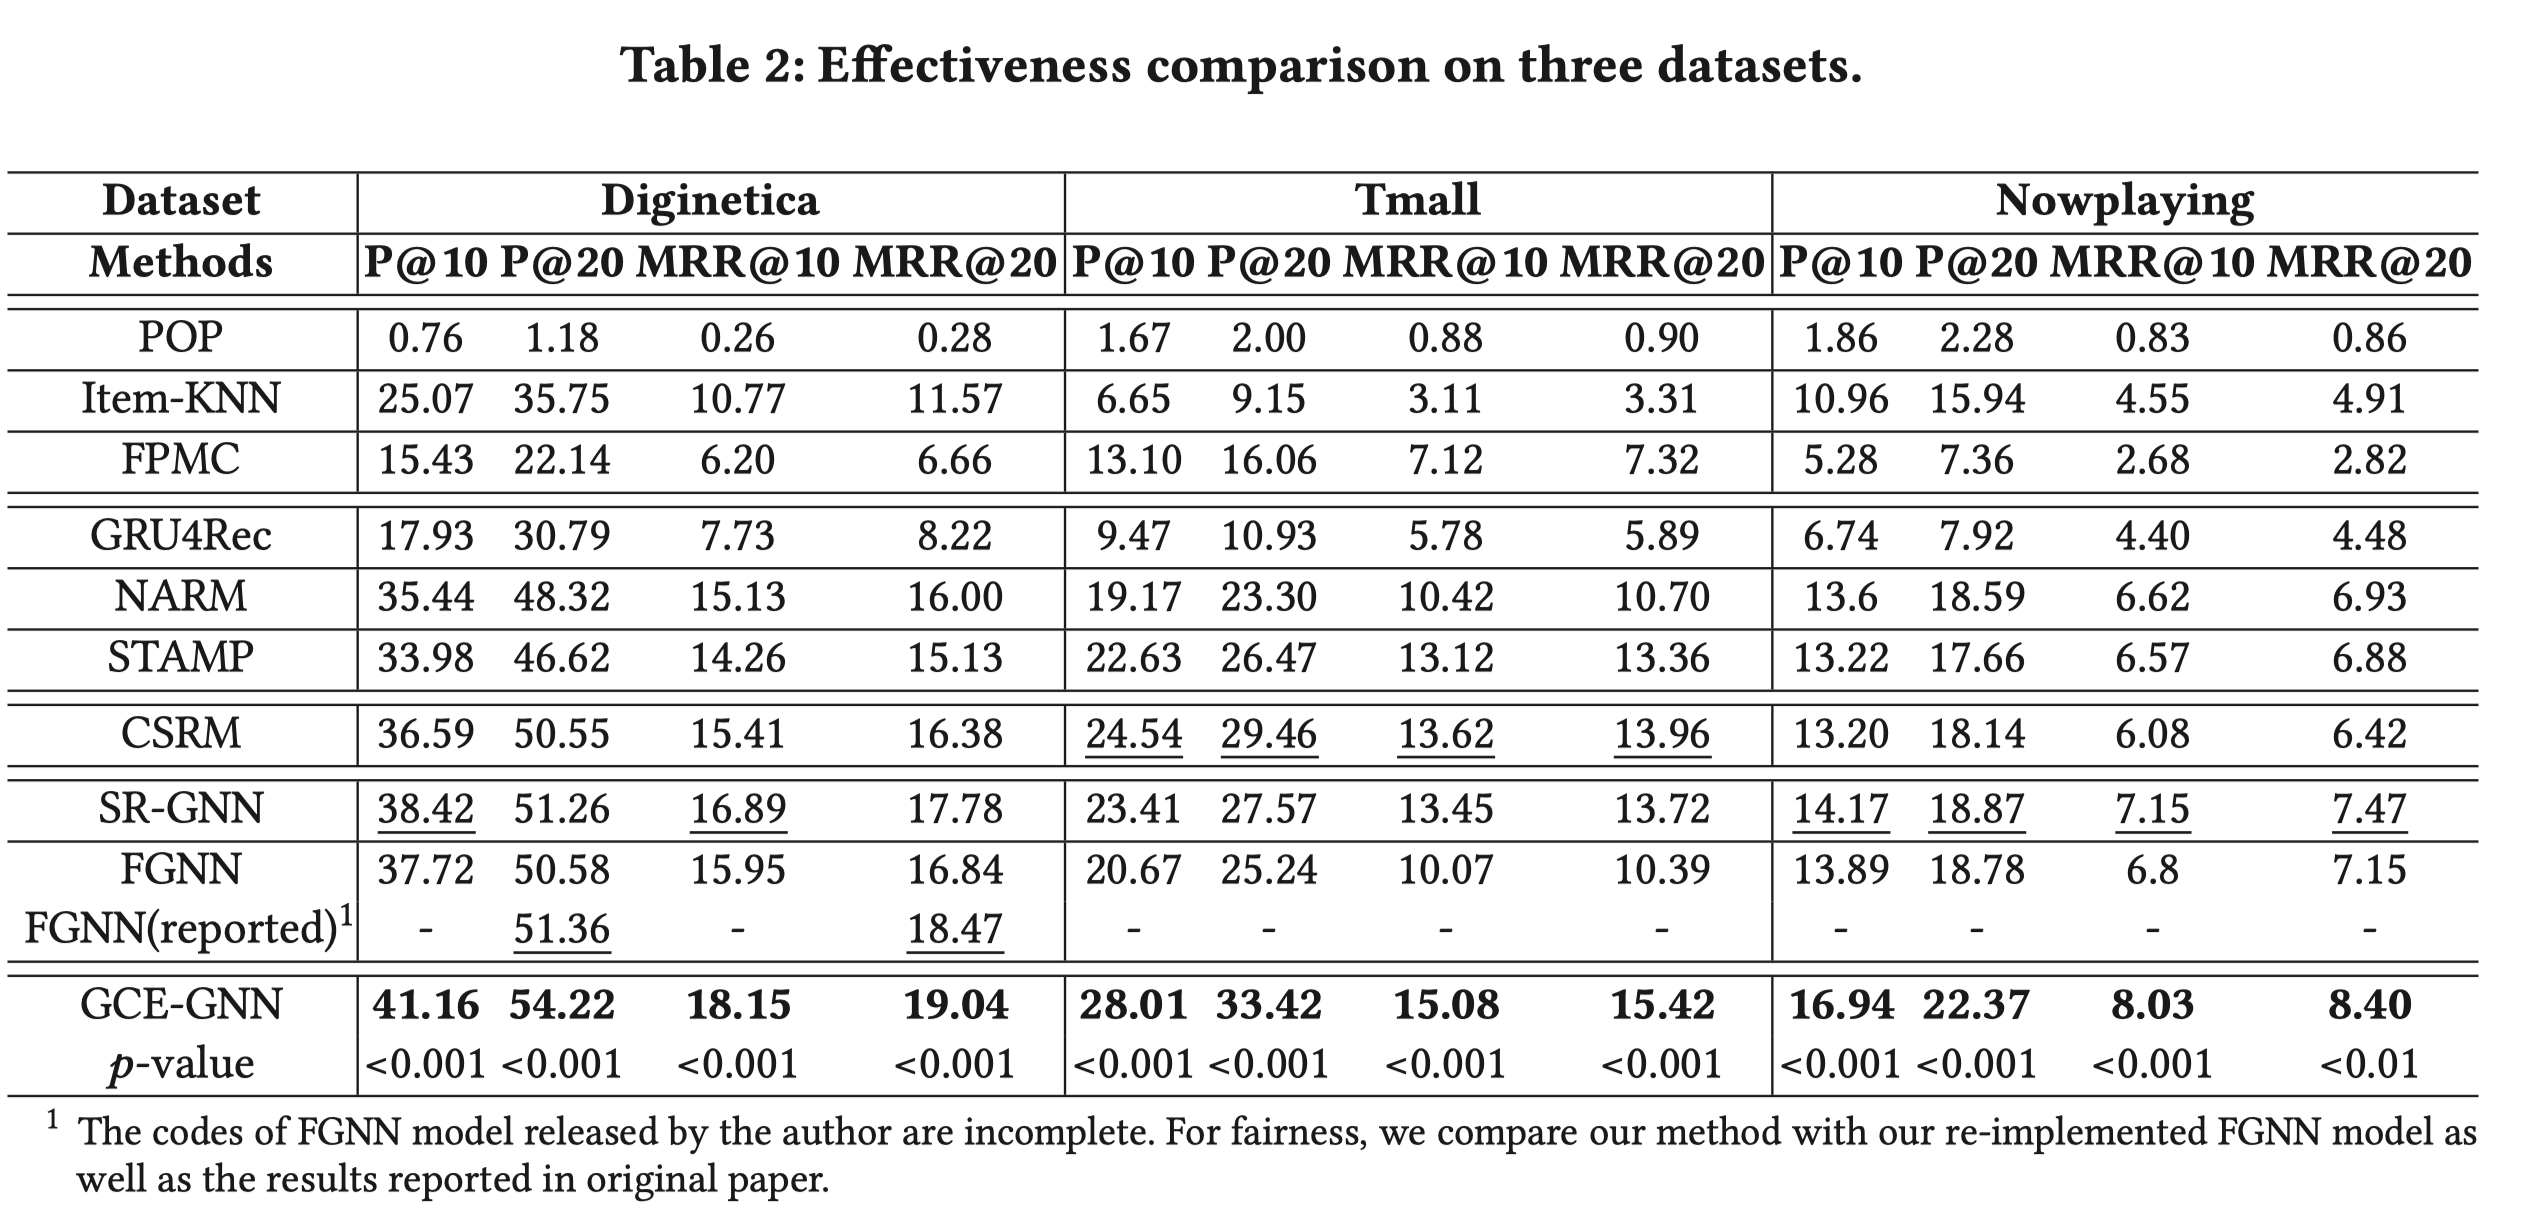 Table 2: Effectiveness comparison on three datasets.
Dataset Diginetica Tmall Nowplaying
Methods P@10 P@20 MRR@10 MRR@20 P@10 P@20 MRR@10 MRR@20 P@10 P@20 MRR@10 MRR@20
POP 0.76 1.18 0.26 0.28 1.67 2.00 0.88 0.90 1.86 2.28 0.83 0.86
Item-KNN 25.07 35.75 10.77 11.57 6.65 9.15 3.11 3.31 10.96 15.94 4.55 4.91
FPMC 15.43 22.14 6.20 6.66 13.10 16.06 7.12 7.32 5.28 7.36 2.68 2.82
GRU4Rec 17.93 30.79 7.73 8.22 9.47 10.93 5.78 5.89 6.74 7.92 4.40 4.48
NARM 35.44 48.32 15.13 16.00 19.17 23.30 10.42 10.70 13.6 18.59 6.62 6.93
STAMP 33.98 46.62 14.26 15.13 22.63 26.47 13.12 13.36 13.22 17.66 6.57 6.88
CSRM 36.59 50.55 15.41 16.38 24.54 29.46 13.62 13.96 13.20 18.14 6.08 6.42
SR-GNN 38.42 51.26 16.89 17.78 23.41 27.57 13.45 13.72 14.17 18.87 7.15 7.47
FGNN 37.72 50.58 15.95 16.84 20.67 25.24 10.07 10.39 13.89 18.78 6.8 7.15
FGNN(reported)¹ - 51.36 - 18.47 - - - - - - - -
GCE-GNN 41.16 54.22 18.15 19.04 28.01 33.42 15.08 15.42 16.94 22.37 8.03 8.40
p-value <0.001 <0.001 <0.001 <0.001 <0.001 <0.001 <0.001 <0.001 <0.001 <0.001 <0.001 <0.01
¹ The codes of FGNN model released by the author are incomplete. For fairness, we compare our method with our re-implemented FGNN model as
well as the results reported in original paper.